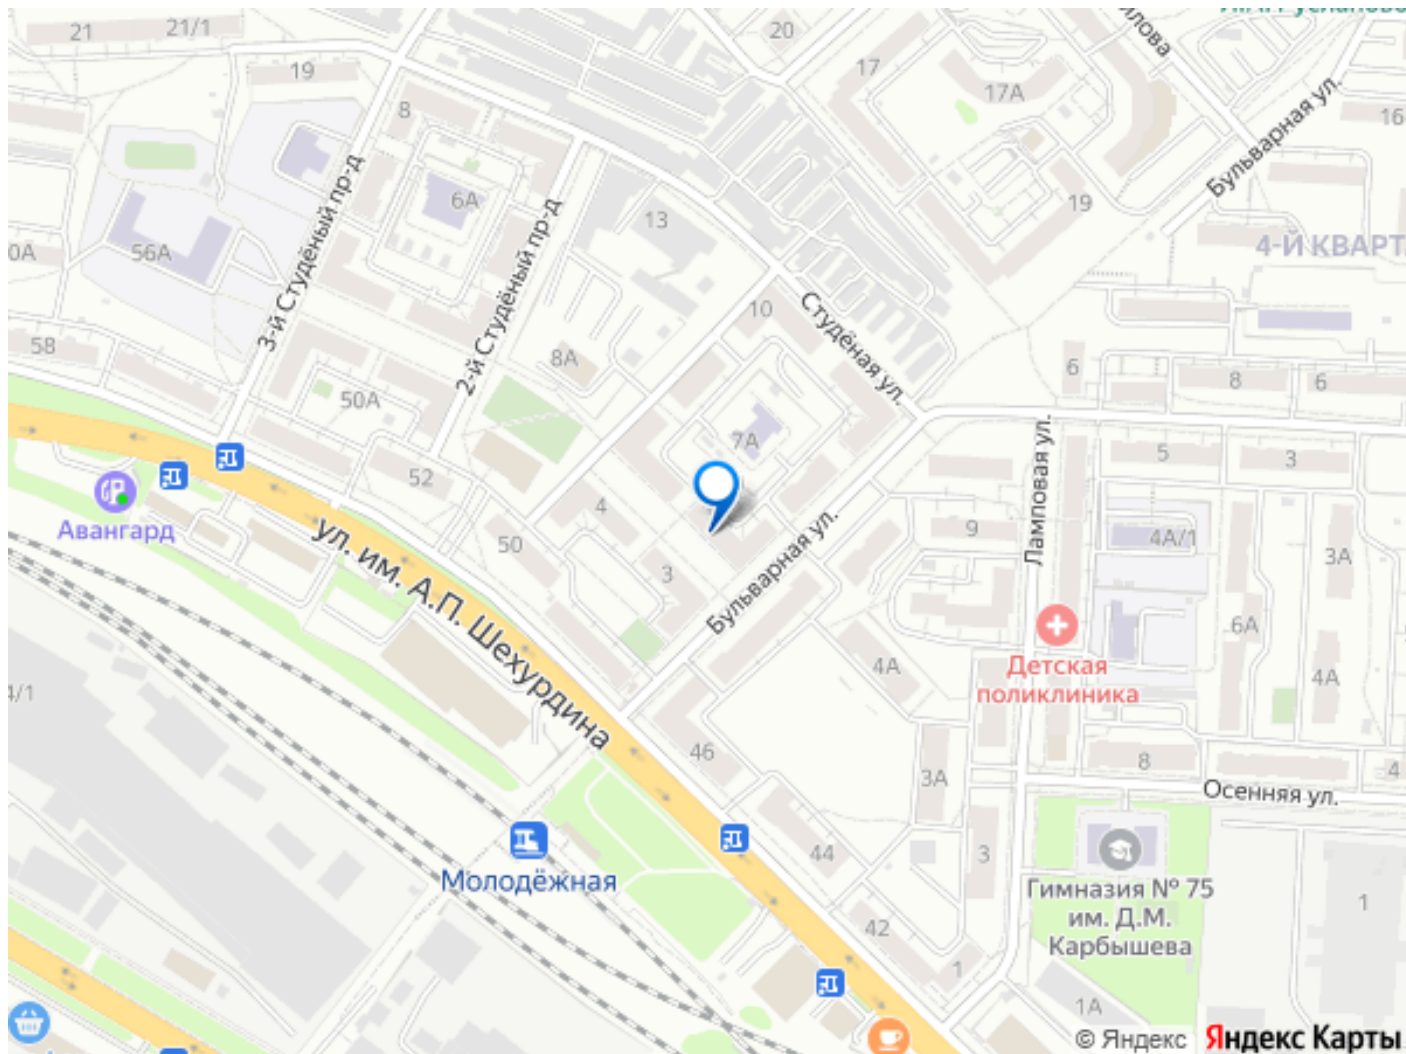 21
21/1
20
19
17
17А
16
8
Бульварная ул.
3-й Студёный пр-д
6А
13
19
56А
2-й Студёный пр-д
4-Й КВАРТ
10
Студёная ул.
58
8А
6
8
6
50А
7А
Ламповая ул.
5
3
52
4
9
4А/1
3А
Авангард
50
3
ул. им. А.П. Шехурдина
Бульварная ул.
6А
4А
Детская
поликлиника
4А
46
8
4
3А
Осенняя ул.
44
3
Молодёжная
Гимназия № 75
им. Д.М.
Карбышева
1
42
1
1А
© Яндекс
Яндекс Карты